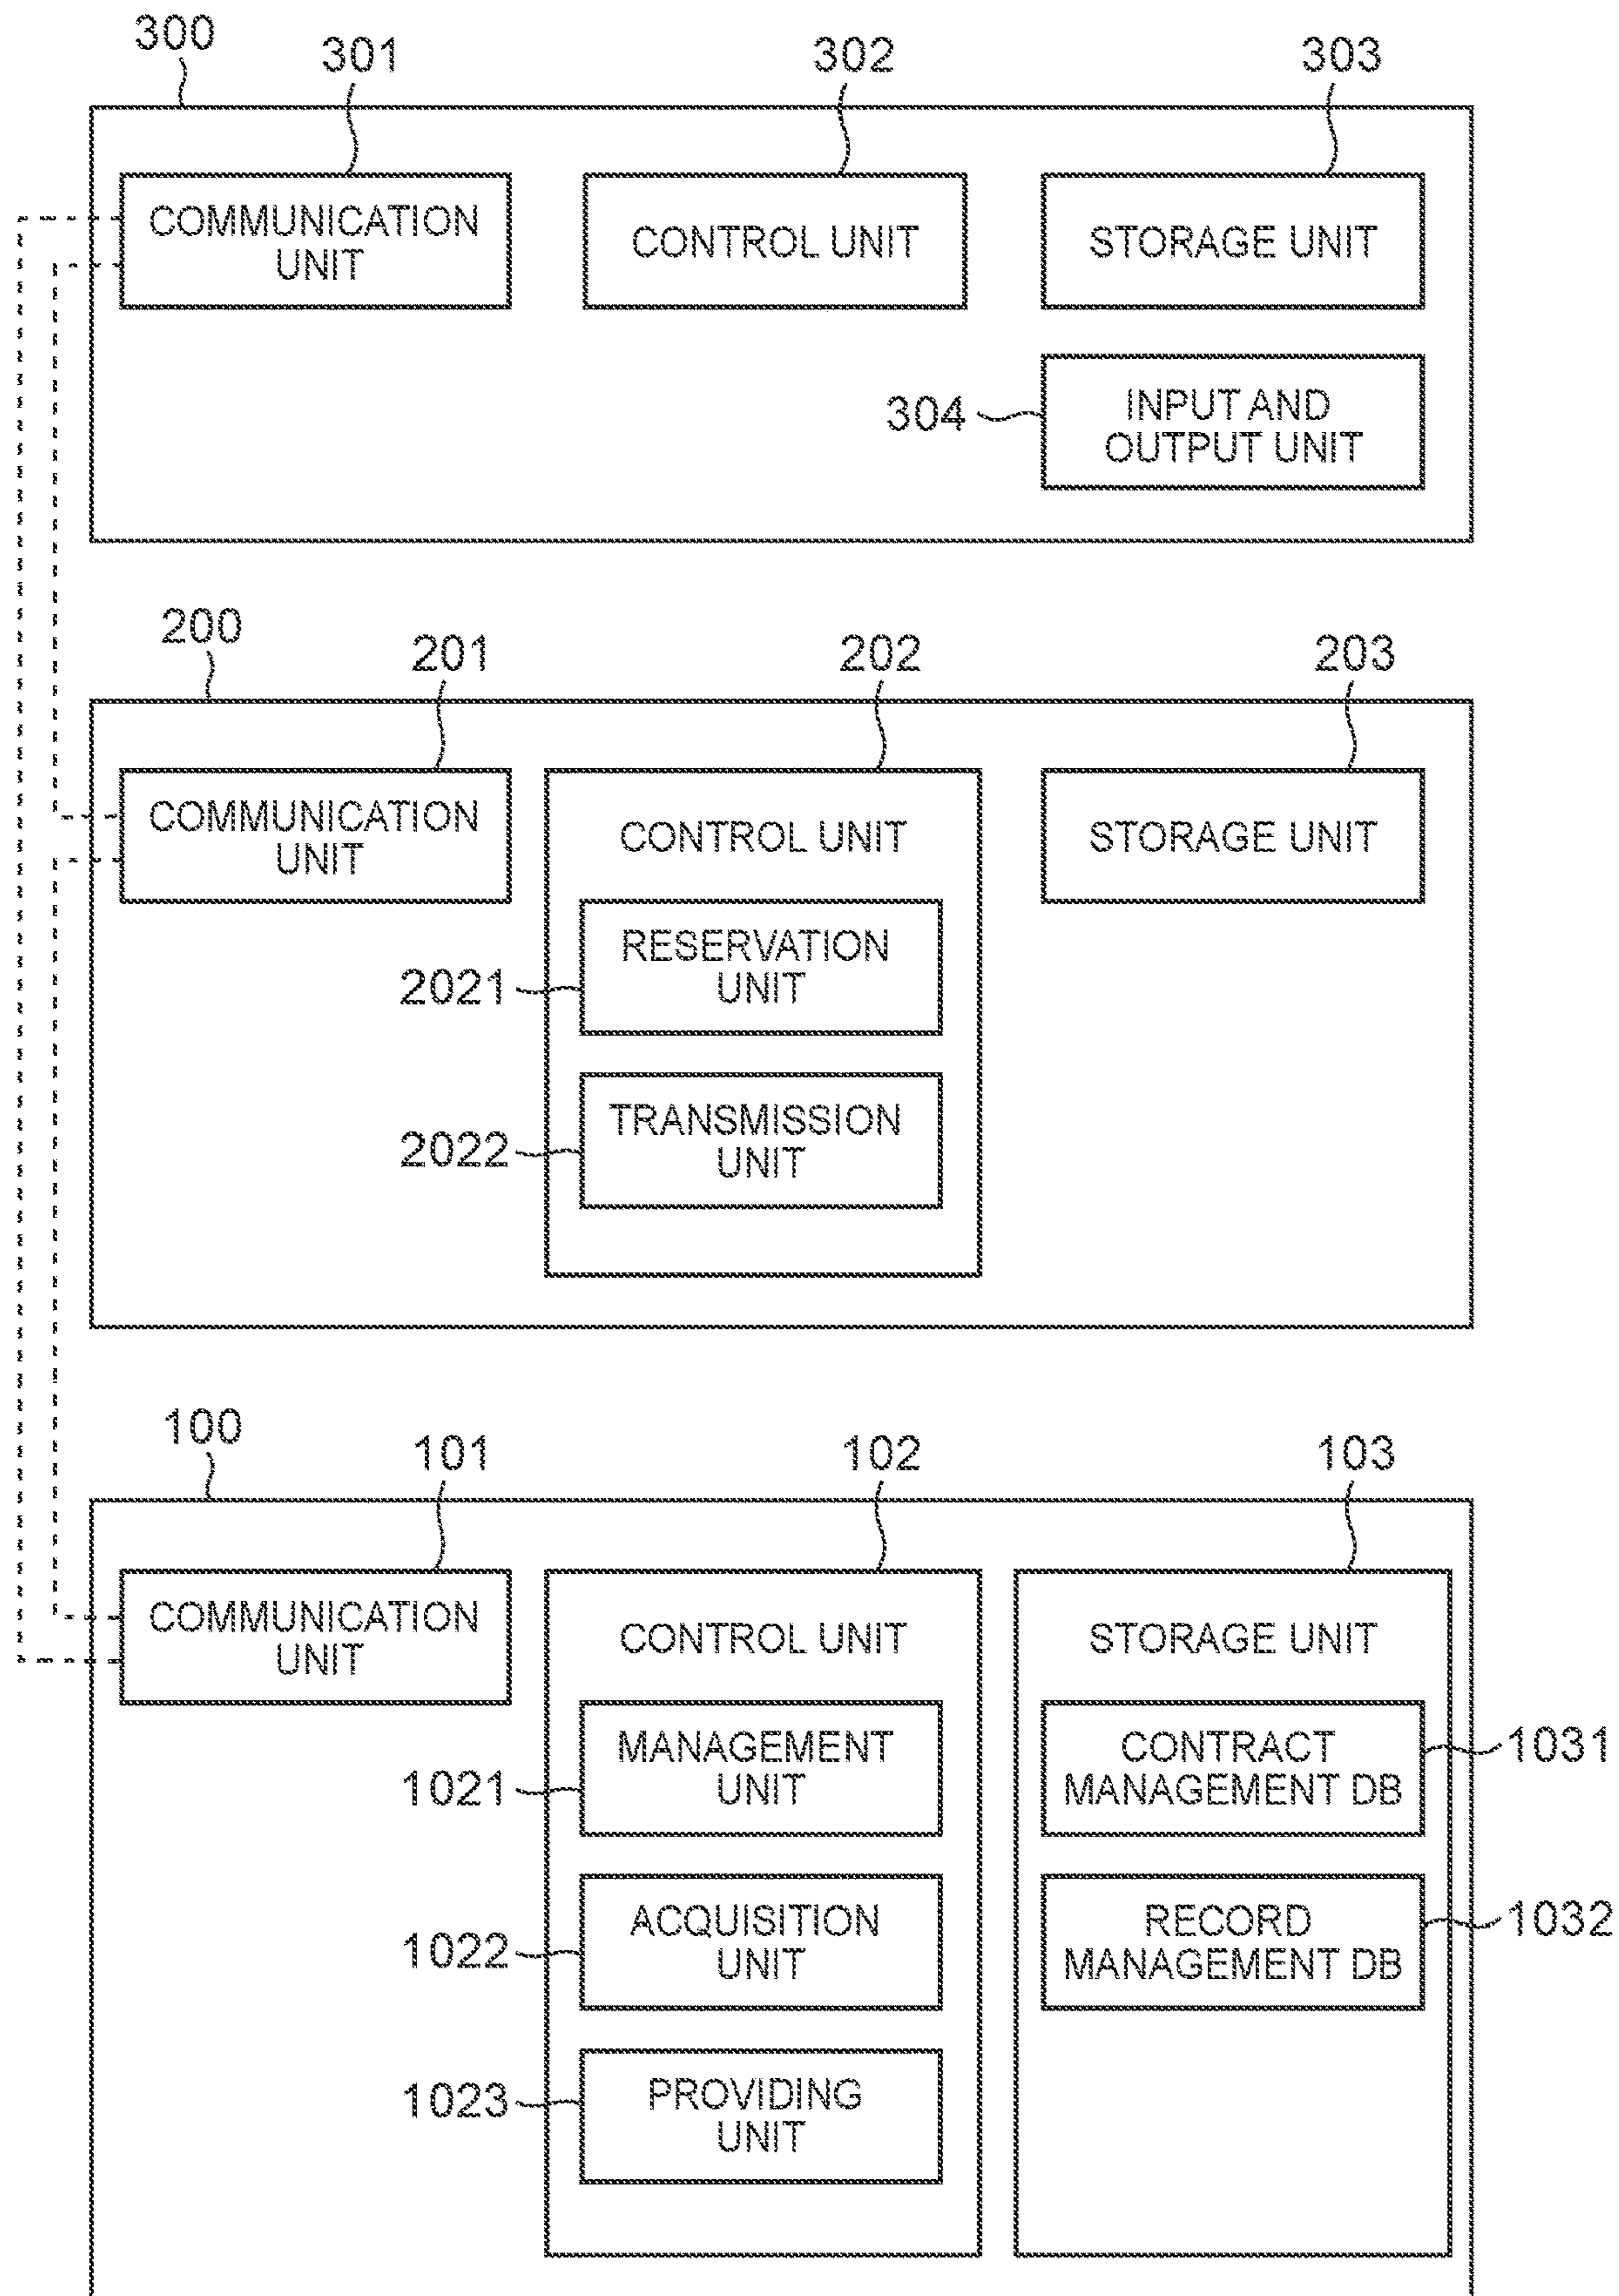 300
301
302
303
COMMUNICATION
UNIT
CONTROL UNIT
STORAGE UNIT
304
INPUT AND
OUTPUT UNIT
200
201
202
203
COMMUNICATION
UNIT
CONTROL UNIT
STORAGE UNIT
2021
RESERVATION
UNIT
2022
TRANSMISSION
UNIT
100
101
102
103
COMMUNICATION
UNIT
CONTROL UNIT
STORAGE UNIT
1021
MANAGEMENT
UNIT
CONTRACT
MANAGEMENT DB
1031
1022
ACQUISITION
UNIT
RECORD
MANAGEMENT DB
1032
1023
PROVIDING
UNIT